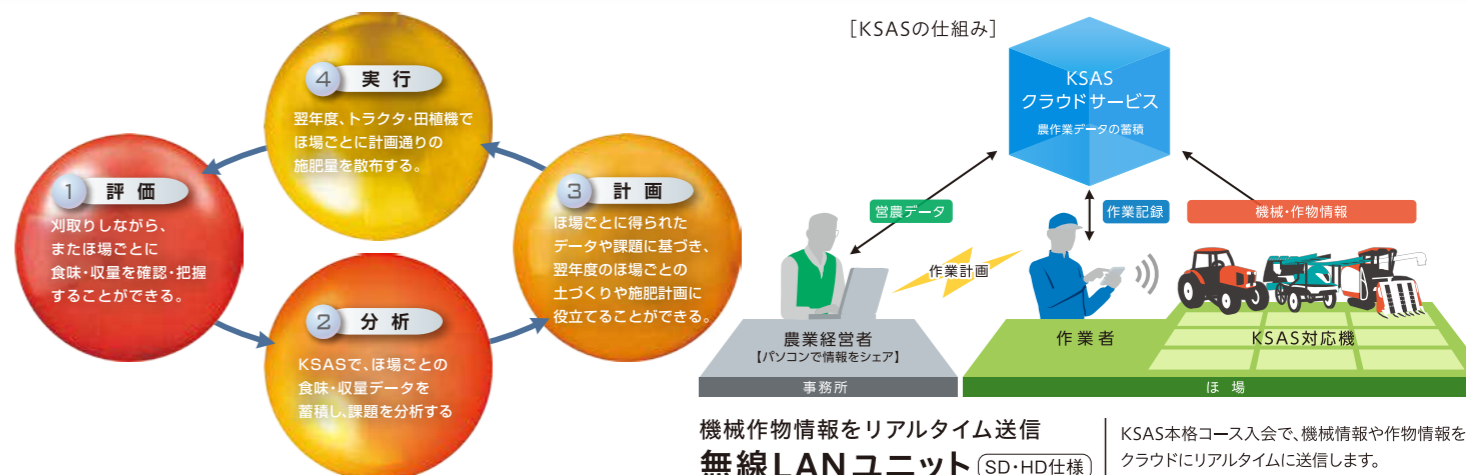 4 実行
翌年度、トラクタ・田植機で
ほ場ごとに計画通りの
施肥量を散布する。
1 評価
刈取りしながら、
またほ場ごとに
食味・収量を確認・把握
することができる。
2 分析
KSASで、ほ場ごとの
食味・収量データを
蓄積し、課題を分析する
3 計画
ほ場ごとに得られた
データや課題に基づき、
翌年度のほ場ごとの
土づくりや施肥計画に
役立てることができる。
[KSASの仕組み]
KSAS
クラウドサービス
農作業データの蓄積
営農データ
作業記録
機械・作物情報
作業計画
農業経営者
【パソコンで情報をシェア】
事務所
作業者
KSAS対応機
ほ場
機械作物情報をリアルタイム送信
無線LANユニット(SD・HD仕様)
KSAS本格コース入会で、機械情報や作物情報を
クラウドにリアルタイムに送信します。